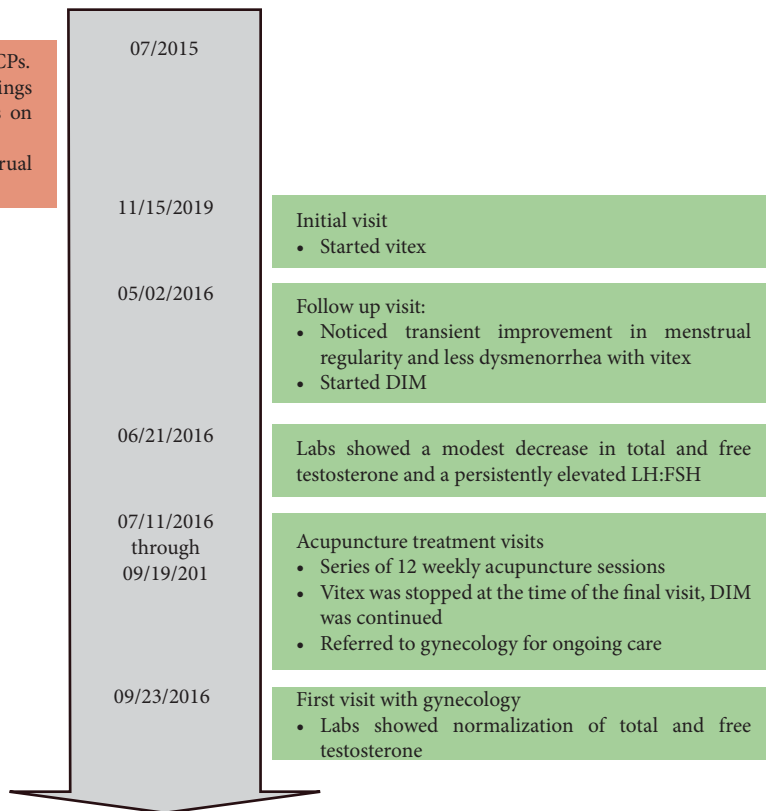 CPs.
ings
on
rual
07/2015
11/15/2019
Initial visit
• Started vitex
05/02/2016
Follow up visit:
• Noticed transient improvement in menstrual
regularity and less dysmenorrhea with vitex
• Started DIM
06/21/2016
Labs showed a modest decrease in total and free
testosterone and a persistently elevated LH:FSH
07/11/2016
through
09/19/201
Acupuncture treatment visits
• Series of 12 weekly acupuncture sessions
• Vitex was stopped at the time of the final visit, DIM
was continued
• Referred to gynecology for ongoing care
09/23/2016
First visit with gynecology
• Labs showed normalization of total and free
testosterone